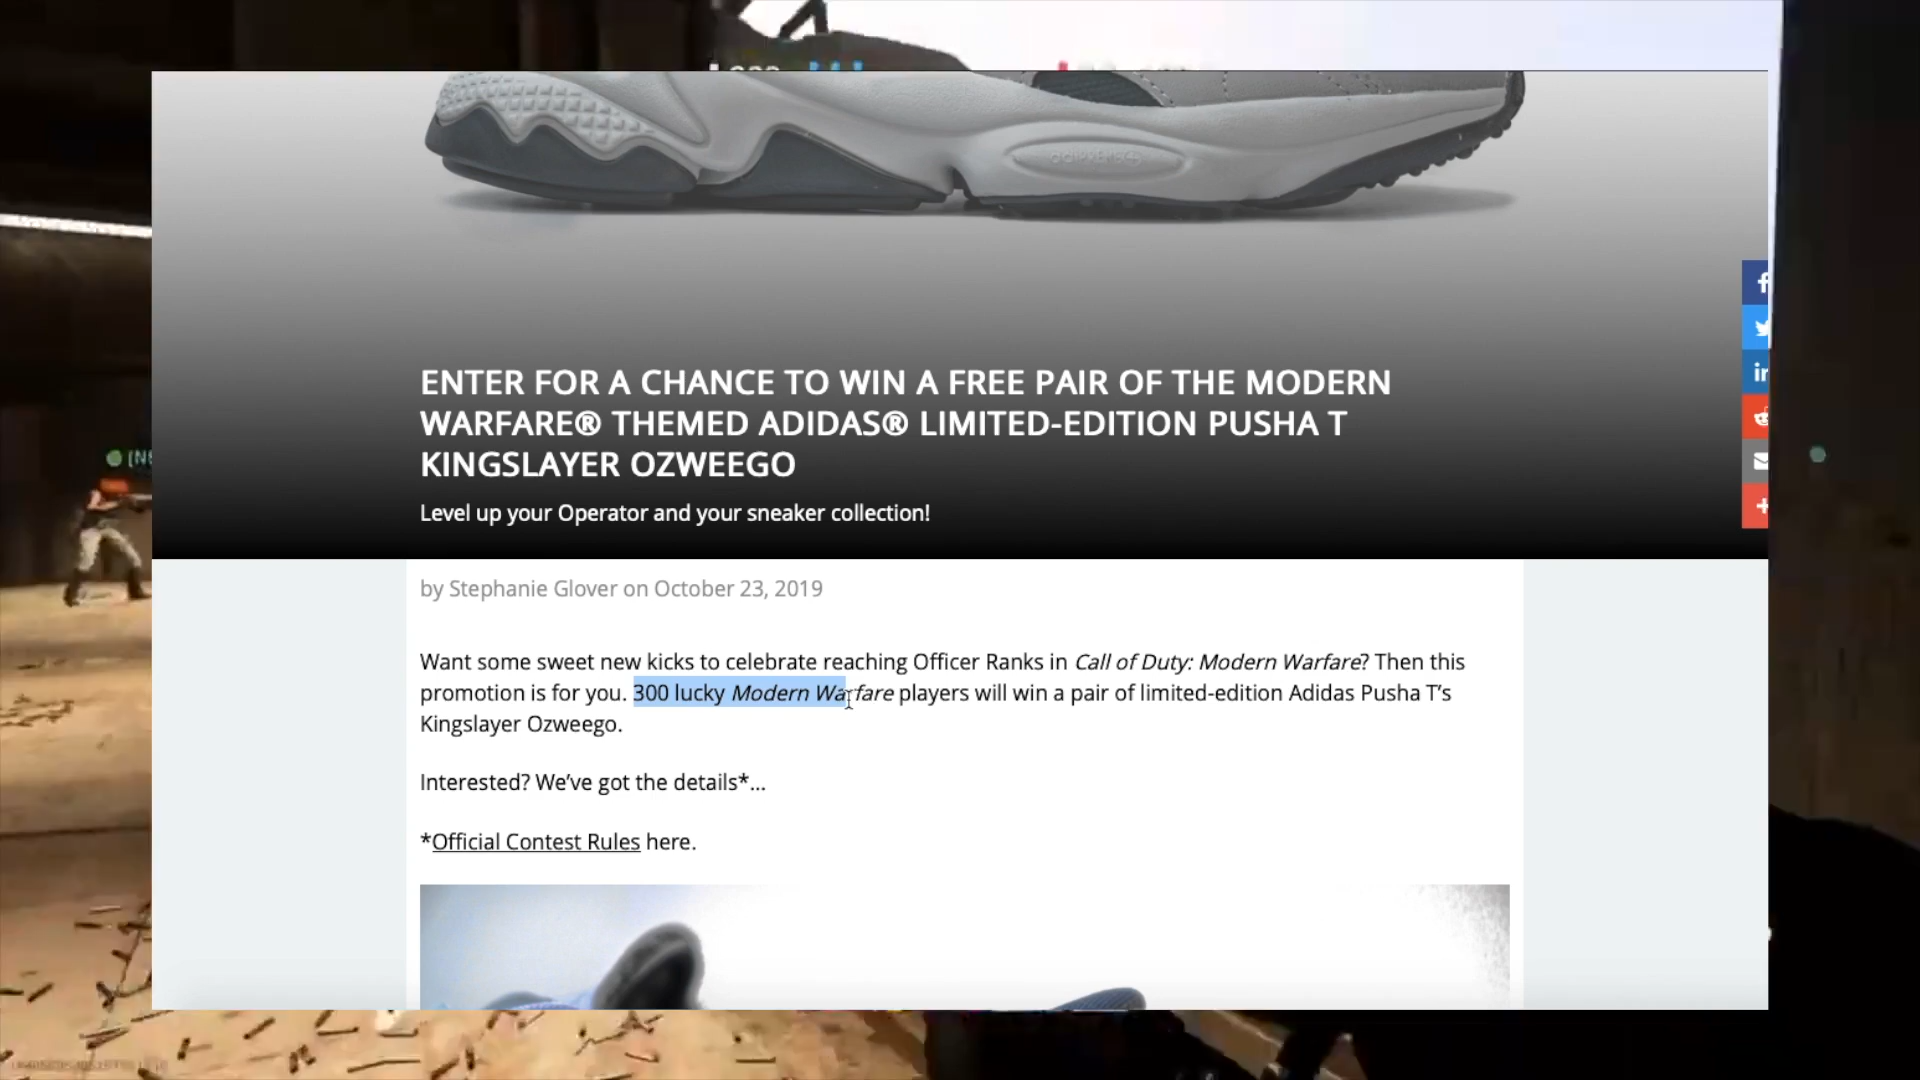 ENTER FOR A CHANCE TO WIN A FREE PAIR OF THE MODERN
WARFARE® THEMED ADIDAS® LIMITED-EDITION PUSHA T
KINGSLAYER OZWEEGO
Level up your Operator and your sneaker collection!
by Stephanie Glover on October 23, 2019
Want some sweet new kicks to celebrate reaching Officer Ranks in Call of Duty: Modern Warfare? Then this
promotion is for you. 300 lucky Modern Warfare players will win a pair of limited-edition Adidas Pusha T’s
Kingslayer Ozweego.
Interested? We’ve got the details*...
*Official Contest Rules here.